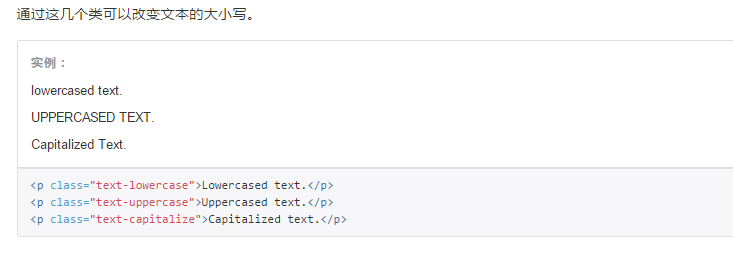 通过这几个类可以改变文本的大小写。
实例：
lowercased text.
UPPERCASED TEXT.
Capitalized Text.
<p class="text-lowercase">Lowercased text.</p>
<p class="text-uppercase">Uppercased text.</p>
<p class="text-capitalize">Capitalized text.</p>